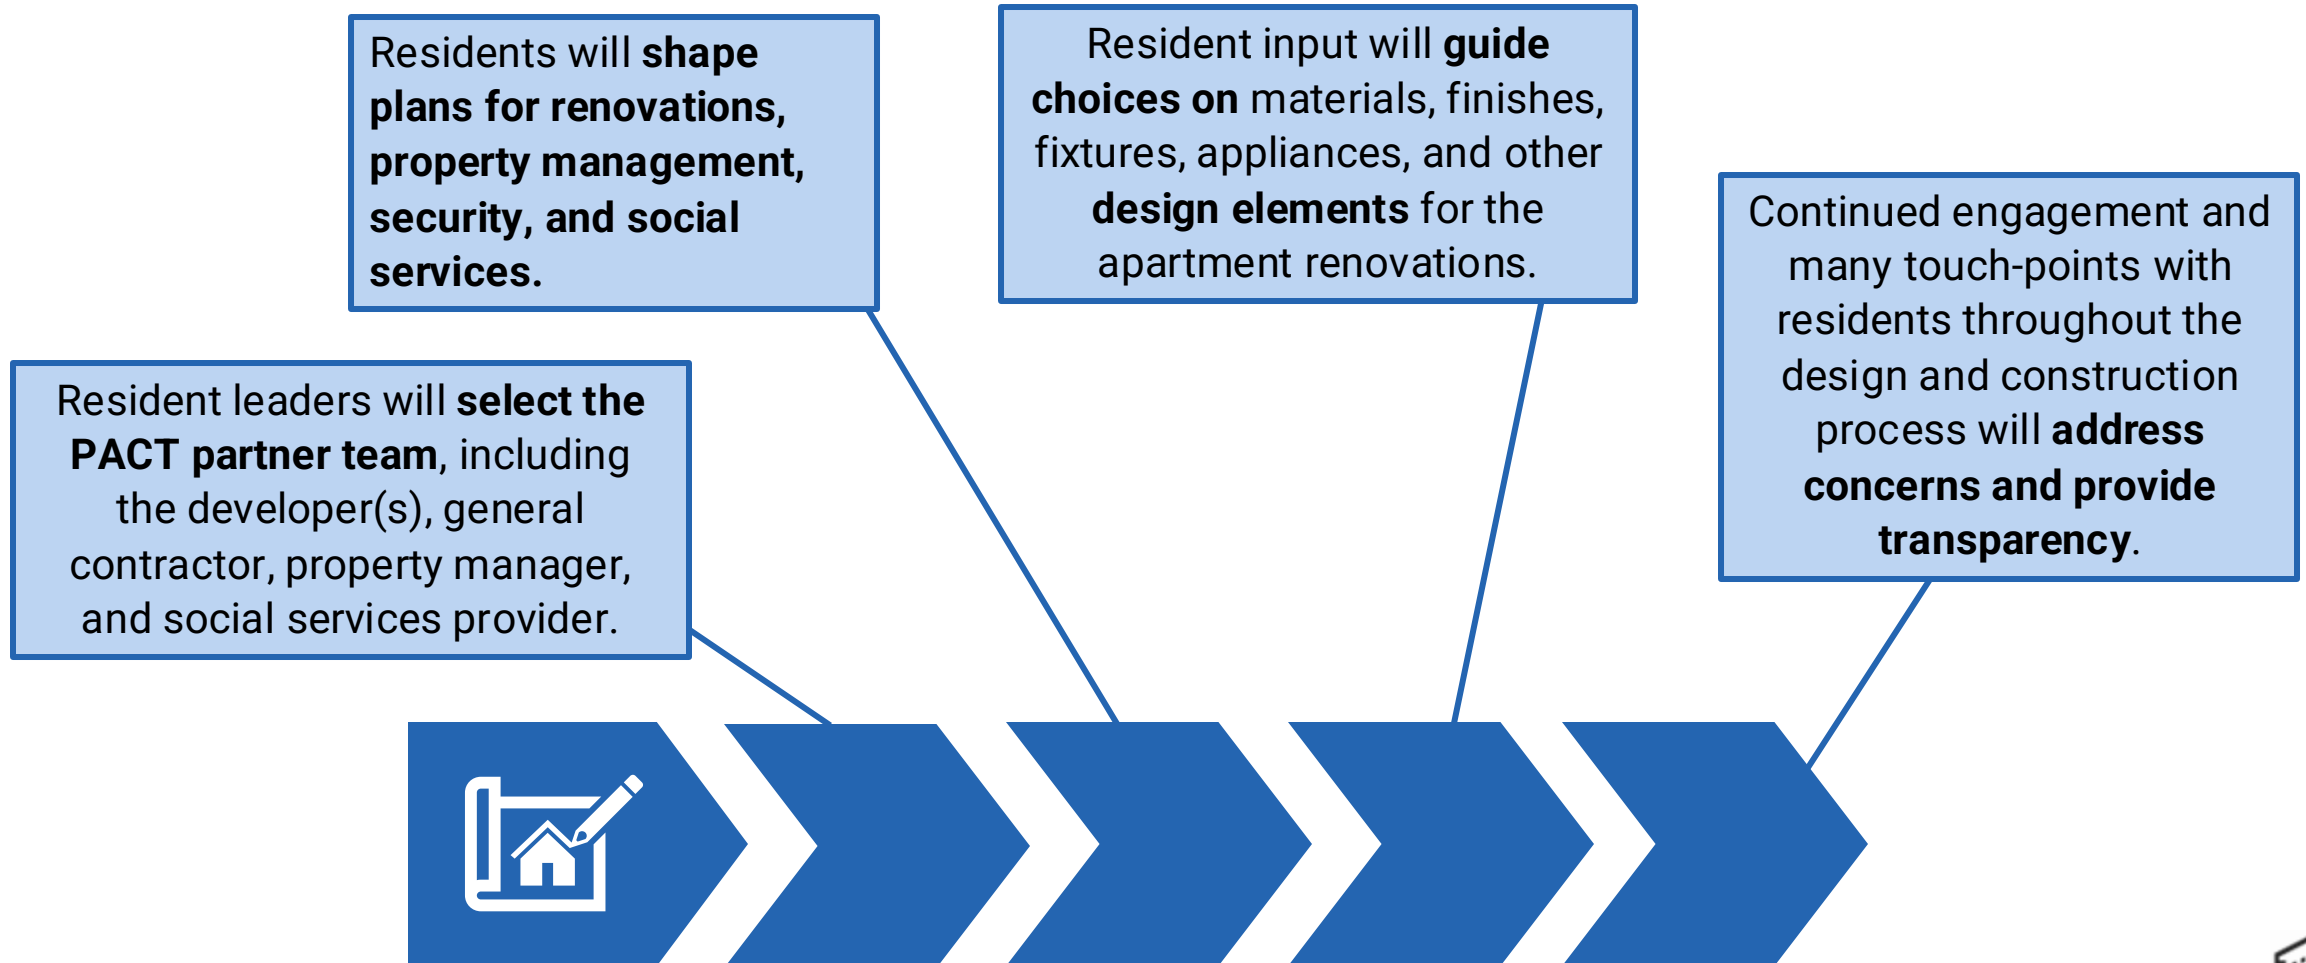 Residents will shape
plans for renovations,
property management,
security, and social
services.
Resident input will guide
choices on materials, finishes,
fixtures, appliances, and other
design elements for the
apartment renovations.
Continued engagement and
many touch-points with
residents throughout the
design and construction
process will address
concerns and provide
transparency.
Resident leaders will select the
PACT partner team, including
the developer(s), general
contractor, property manager,
and social services provider.